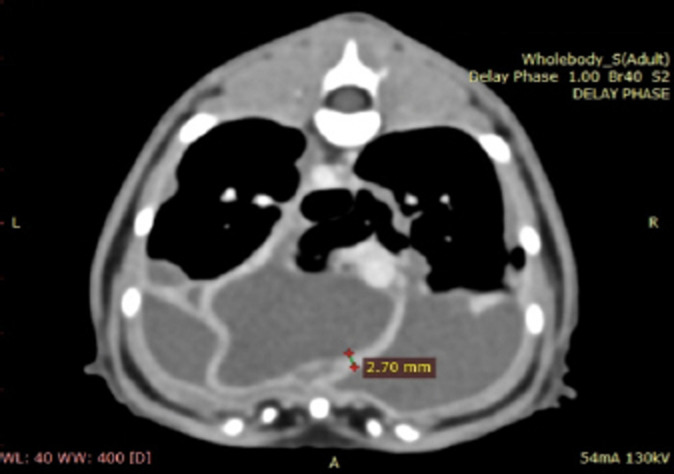 Wholebody_S(Adult)
Delay Phase 1.00 Br40 S2
DELAY PHASE
L
R
2.70 mm
WL: 40 WW: 400 [D]
A
54mA 130kV